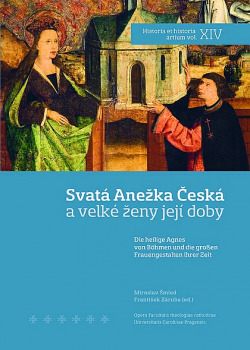 Historia et historia
artium vol. XIV
Svatá Anežka Česká
a velké ženy její doby
Die heilige Agnes
von Böhmen und die großen
Frauengestalten Ihrer Zeit
Miroslav Šmied
František Záruba (ed.)
Opera Facultatis theologiae catholicae
Universitatis Carolinae Pragensis